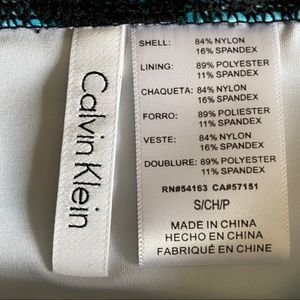 Calvin Klein
SHELL: 84% NYLON
16% SPANDEX
LINING: 89% POLYESTER
11% SPANDEX
CHAQUETA: 84% NYLON
16% SPANDEX
FORRO: 89% POLIESTER
11% SPANDEX
VESTE: 84% NYLON
16% SPANDEX
DOUBLURE: 89% POLYESTER
11% SPANDEX
RN#54163 CA#57151
S/CH/P
MADE IN CHINA
HECHO EN CHINA
FABRIQUÉ EN CHINE